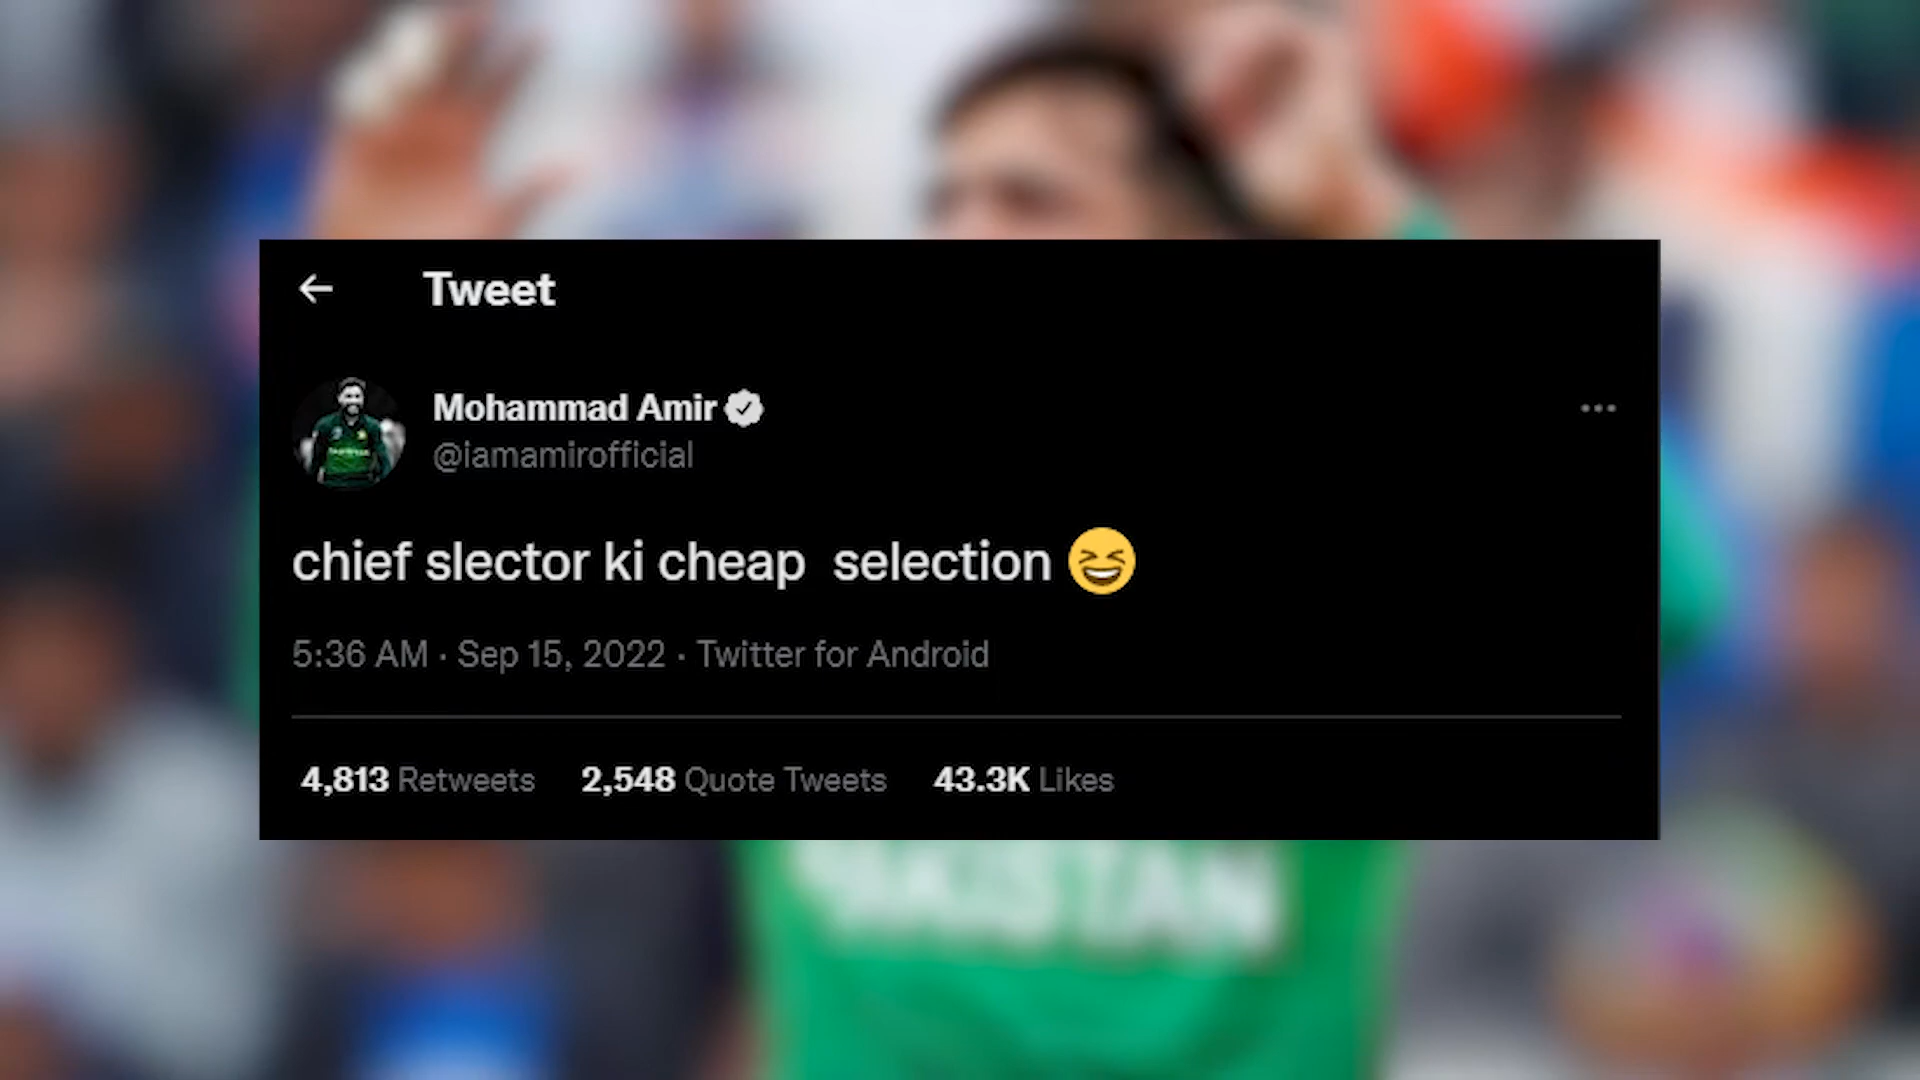 Tweet
Mohammad Amir
@iamamirofficial
chief slector ki cheap  selection 😆
5:36 AM · Sep 15, 2022 · Twitter for Android
4,813 Retweets 2,548 Quote Tweets 43.3K Likes